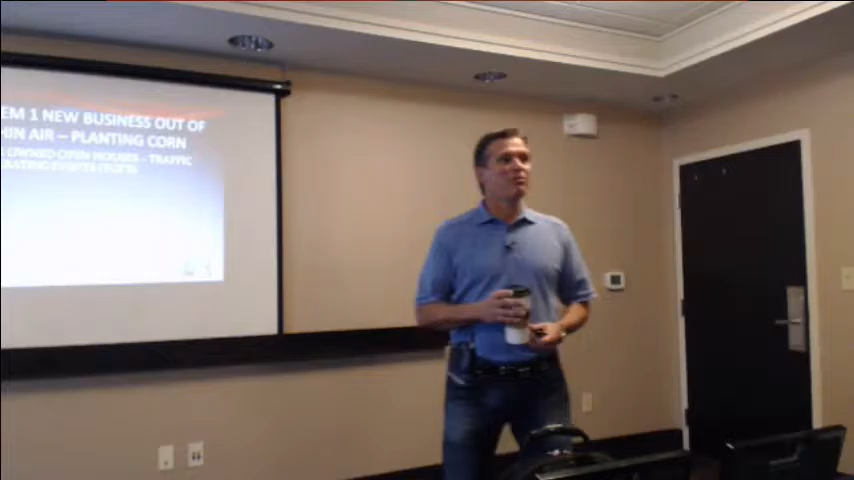 EM 1 NEW BUSINESS OUT OF
HIN AIR – PLANTING CORN
OWNED OPEN HOUSES – TRAFFIC